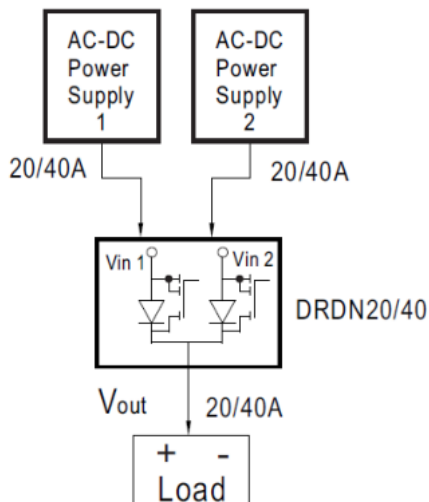 AC-DC
Power
Supply
1
AC-DC
Power
Supply
2
20/40A
20/40A
Vin 1
Vin 2
DRDN20/40
Vout
20/40A
+ -
Load